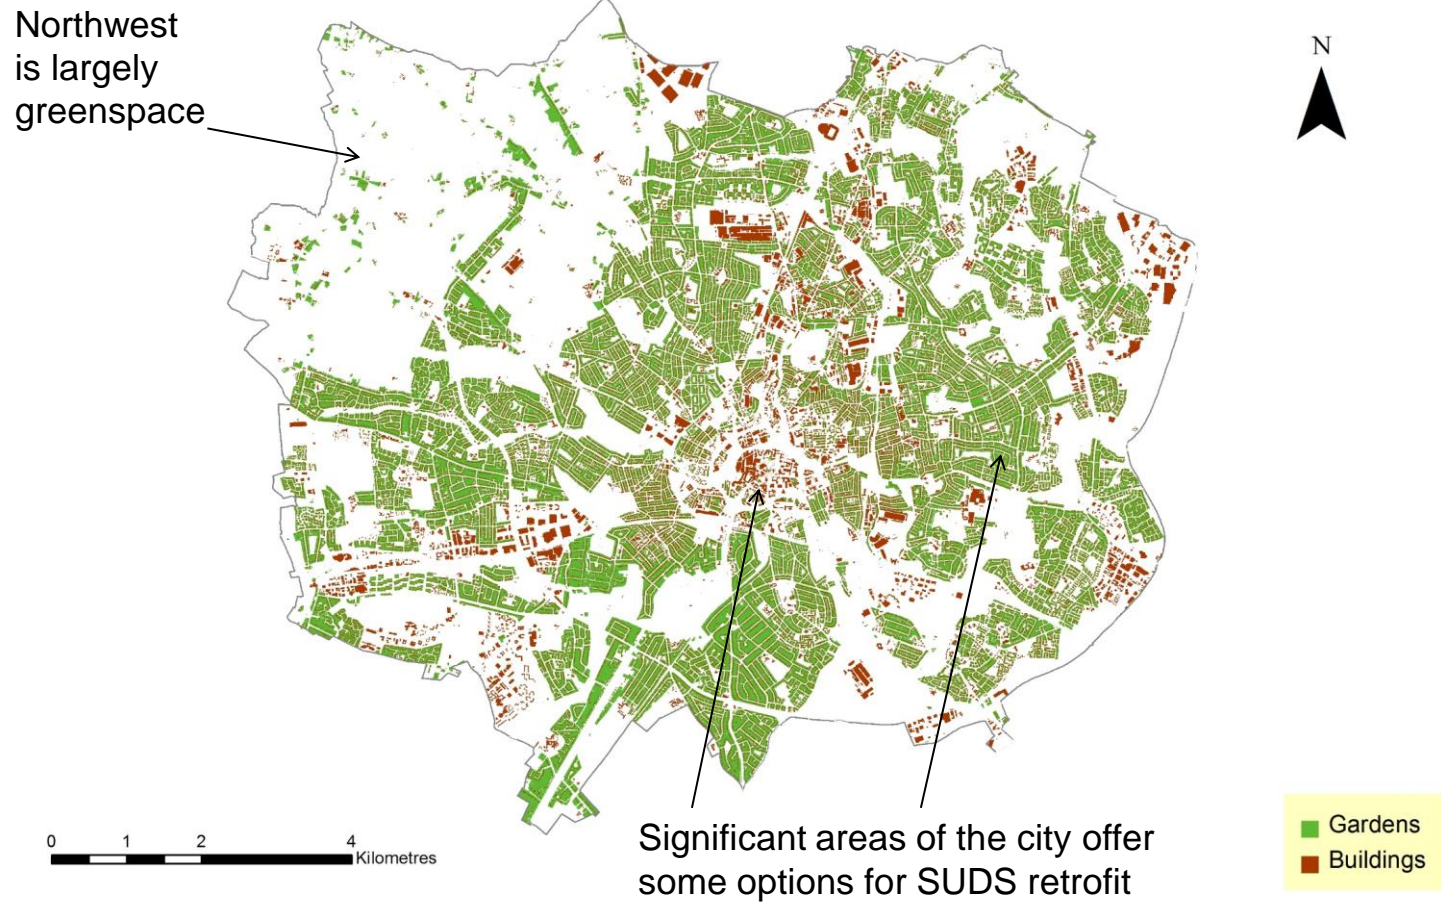 Northwest
is largely
greenspace
N
0 1 2 4
Kilometres
Significant areas of the city offer
some options for SUDS retrofit
Gardens
Buildings